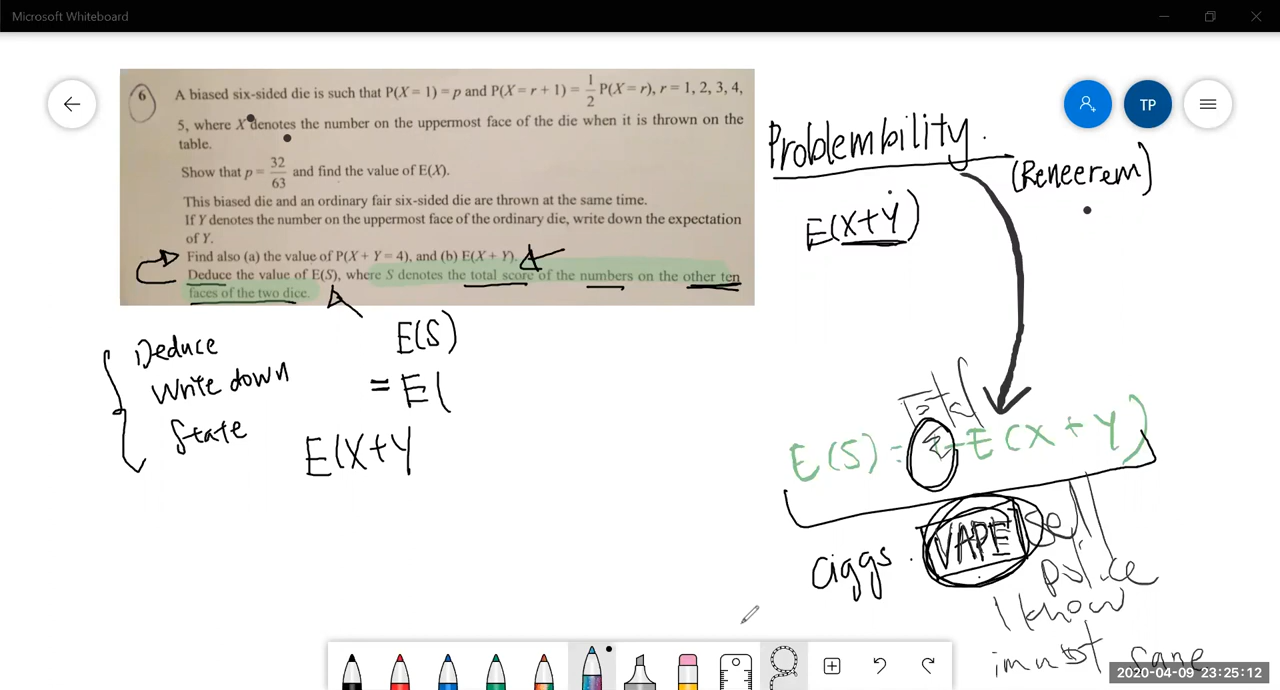 Microsoft Whiteboard
6
A biased six-sided die is such that P(X = 1) = p and P(X = r + 1) = 1/2 P(X = r), r = 1, 2, 3, 4,
5, where X denotes the number on the uppermost face of the die when it is thrown on the
table.
Show that p = 32/63 and find the value of E(X).
This biased die and an ordinary fair six-sided die are thrown at the same time.
If Y denotes the number on the uppermost face of the ordinary die, write down the expectation
of Y.
Find also (a) the value of P(X + Y = 4), and (b) E(X + Y).
Deduce the value of E(S), where S denotes the total score of the numbers on the other ten
faces of the two dice.
TP
Problembility.
(Reneerem)
E(X+Y)
Deduce
Write down
State
E(S)
= E(
E(X+Y
E(S) = E(X + Y)
Ciggs. VAPE sell
police
I know
must
2020-04-09 23:25:12